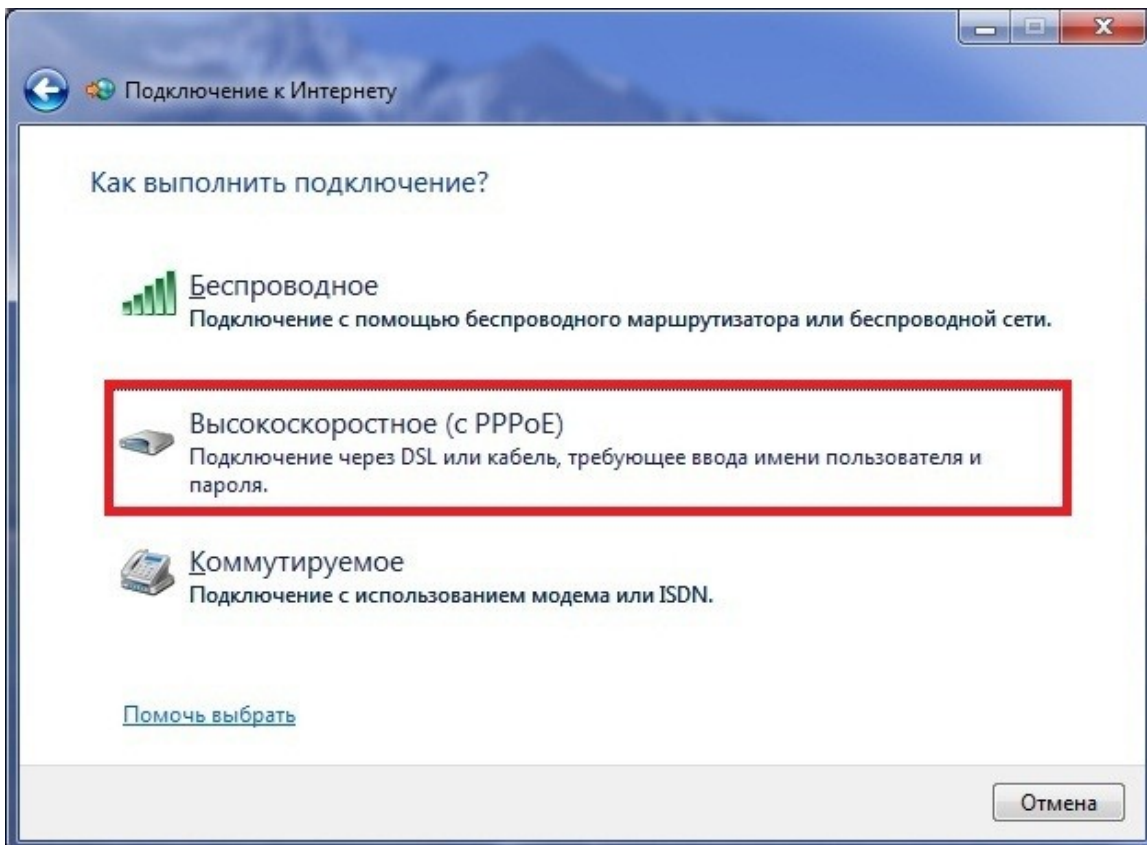 Подключение к Интернету
Как выполнить подключение?
Беспроводное
Подключение с помощью беспроводного маршрутизатора или беспроводной сети.
Высокоскоростное (с PPPoE)
Подключение через DSL или кабель, требующее ввода имени пользователя и
пароля.
Коммутируемое
Подключение с использованием модема или ISDN.
Помочь выбрать
Отмена